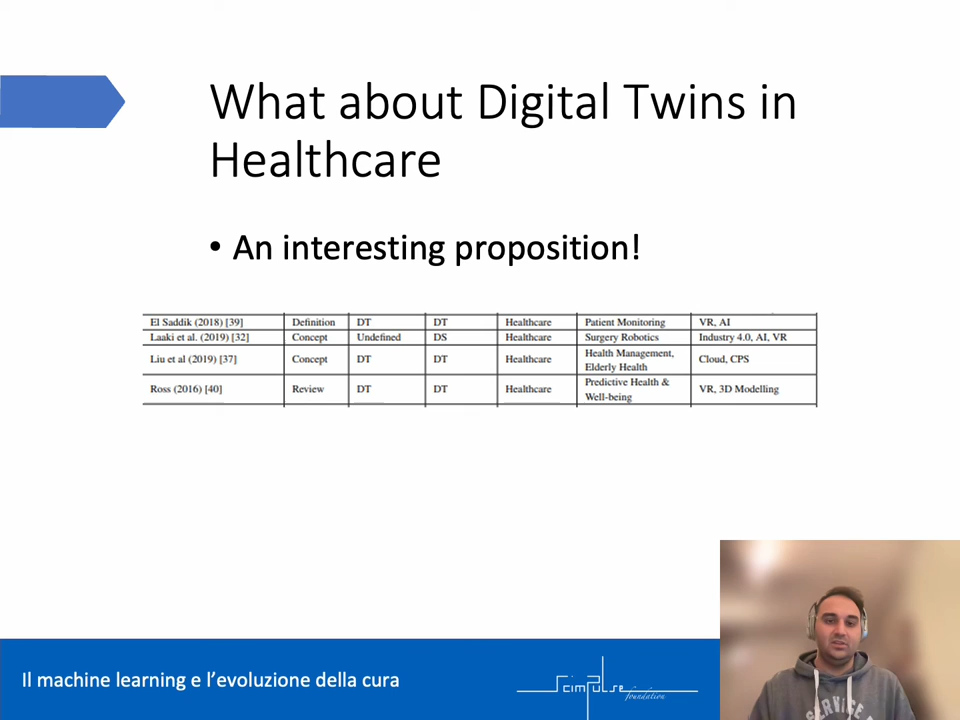 What about Digital Twins in
Healthcare
• An interesting proposition!
El Saddik (2018) [39] Definition DT DT Healthcare Patient Monitoring VR, AI
Laaki et al. (2019) [32] Concept Undefined DS Healthcare Surgery Robotics Industry 4.0, AI, VR
Liu et al (2019) [37] Concept DT DT Healthcare Health Management, Elderly Health Cloud, CPS
Ross (2016) [40] Review DT DT Healthcare Predictive Health & Well-being VR, 3D Modelling
Il machine learning e l’evoluzione della cura
SCimPulse
foundation
SERVICE